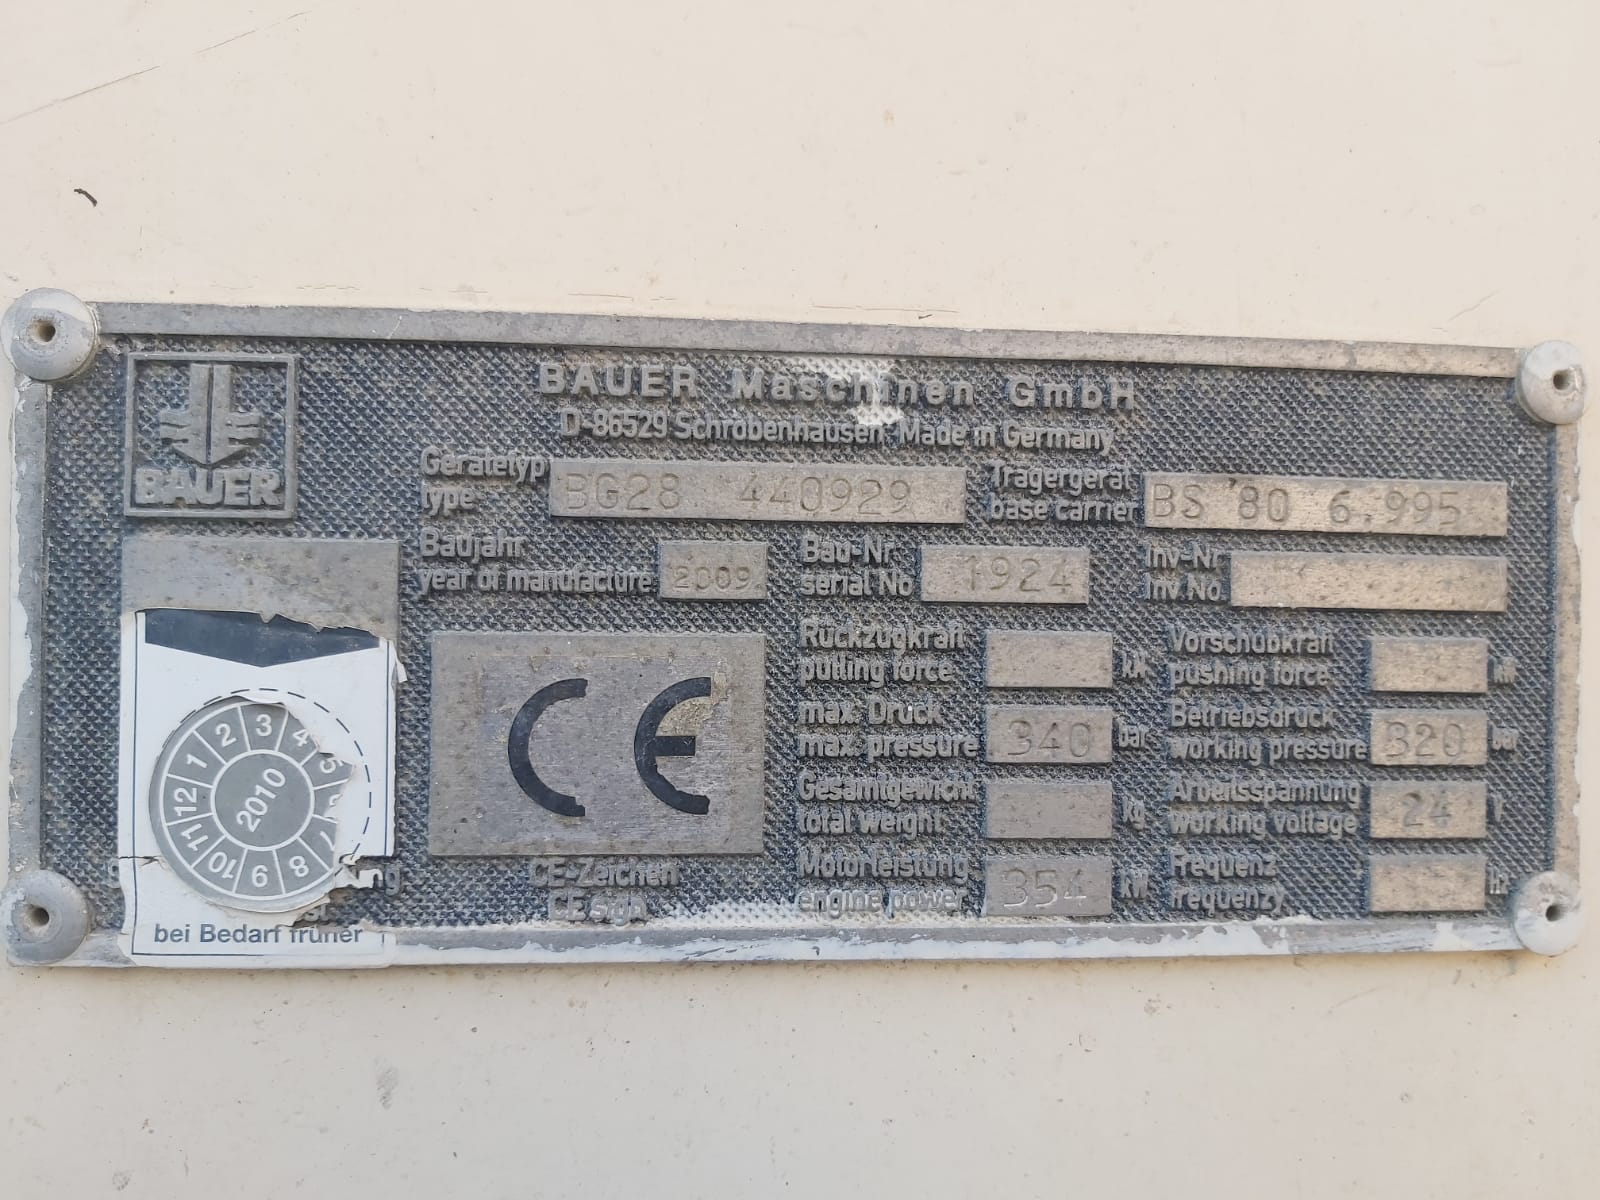 BAUER
BAUER Maschinen GmbH
D-86529 Schrobenhausen Made in Germany
Gerätetyp
type
BG28 440929
Trägergerät
base carrier
BS 80 6.995
Baujahr
year of manufacture
2009
Bau-Nr.
serial No
1924
Inv-Nr.
Inv.No.
Rückzugkraft
pulling force
kN
Vorschubkraft
pushing force
kN
max. Druck
max. pressure
340
bar
Betriebsdruck
working pressure
320
bar
Gesamtgewicht
total weight
kg
Arbeitsspannung
working voltage
24
V
Motorleistung
engine power
354
kW
Frequenz
frequenzy
Hz
CE
CE-Zeichen
CE sign
2010
1 2 3 4 5 7 8 9 10 11 12
bei Bedarf früher